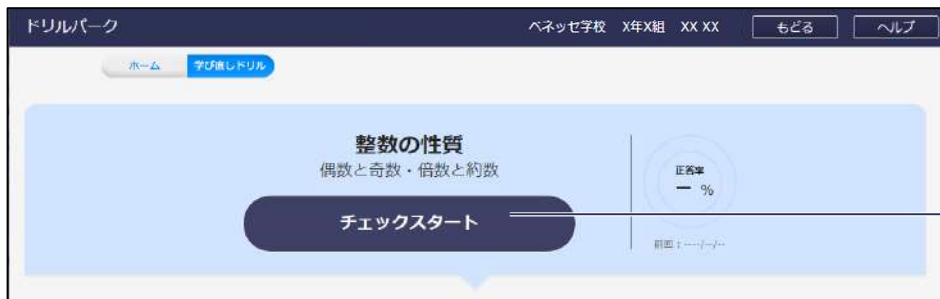 ドリルパーク ベネッセ学校 X年X組 XX XX もどる ヘルプ
ホーム 学び直しドリル
整数の性質
偶数と奇数・倍数と約数
正答率
ー %
チェックスタート
前回：----/--/--